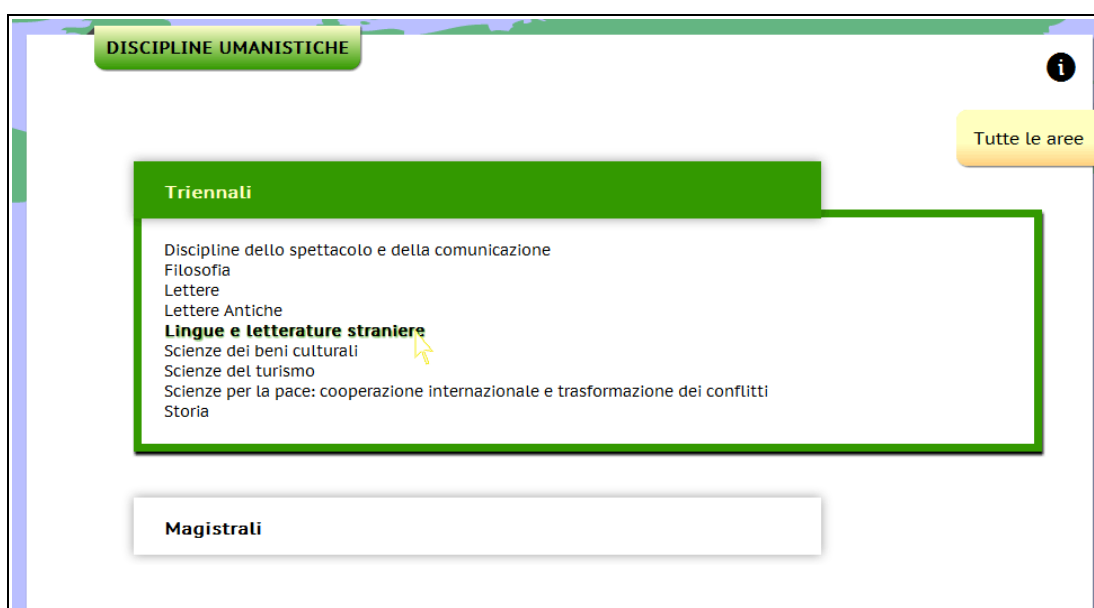 DISCIPLINE UMANISTICHE
i
Tutte le aree
Triennali
Discipline dello spettacolo e della comunicazione
Filosofia
Lettere
Lettere Antiche
Lingue e letterature straniere
Scienze dei beni culturali
Scienze del turismo
Scienze per la pace: cooperazione internazionale e trasformazione dei conflitti
Storia
Magistrali